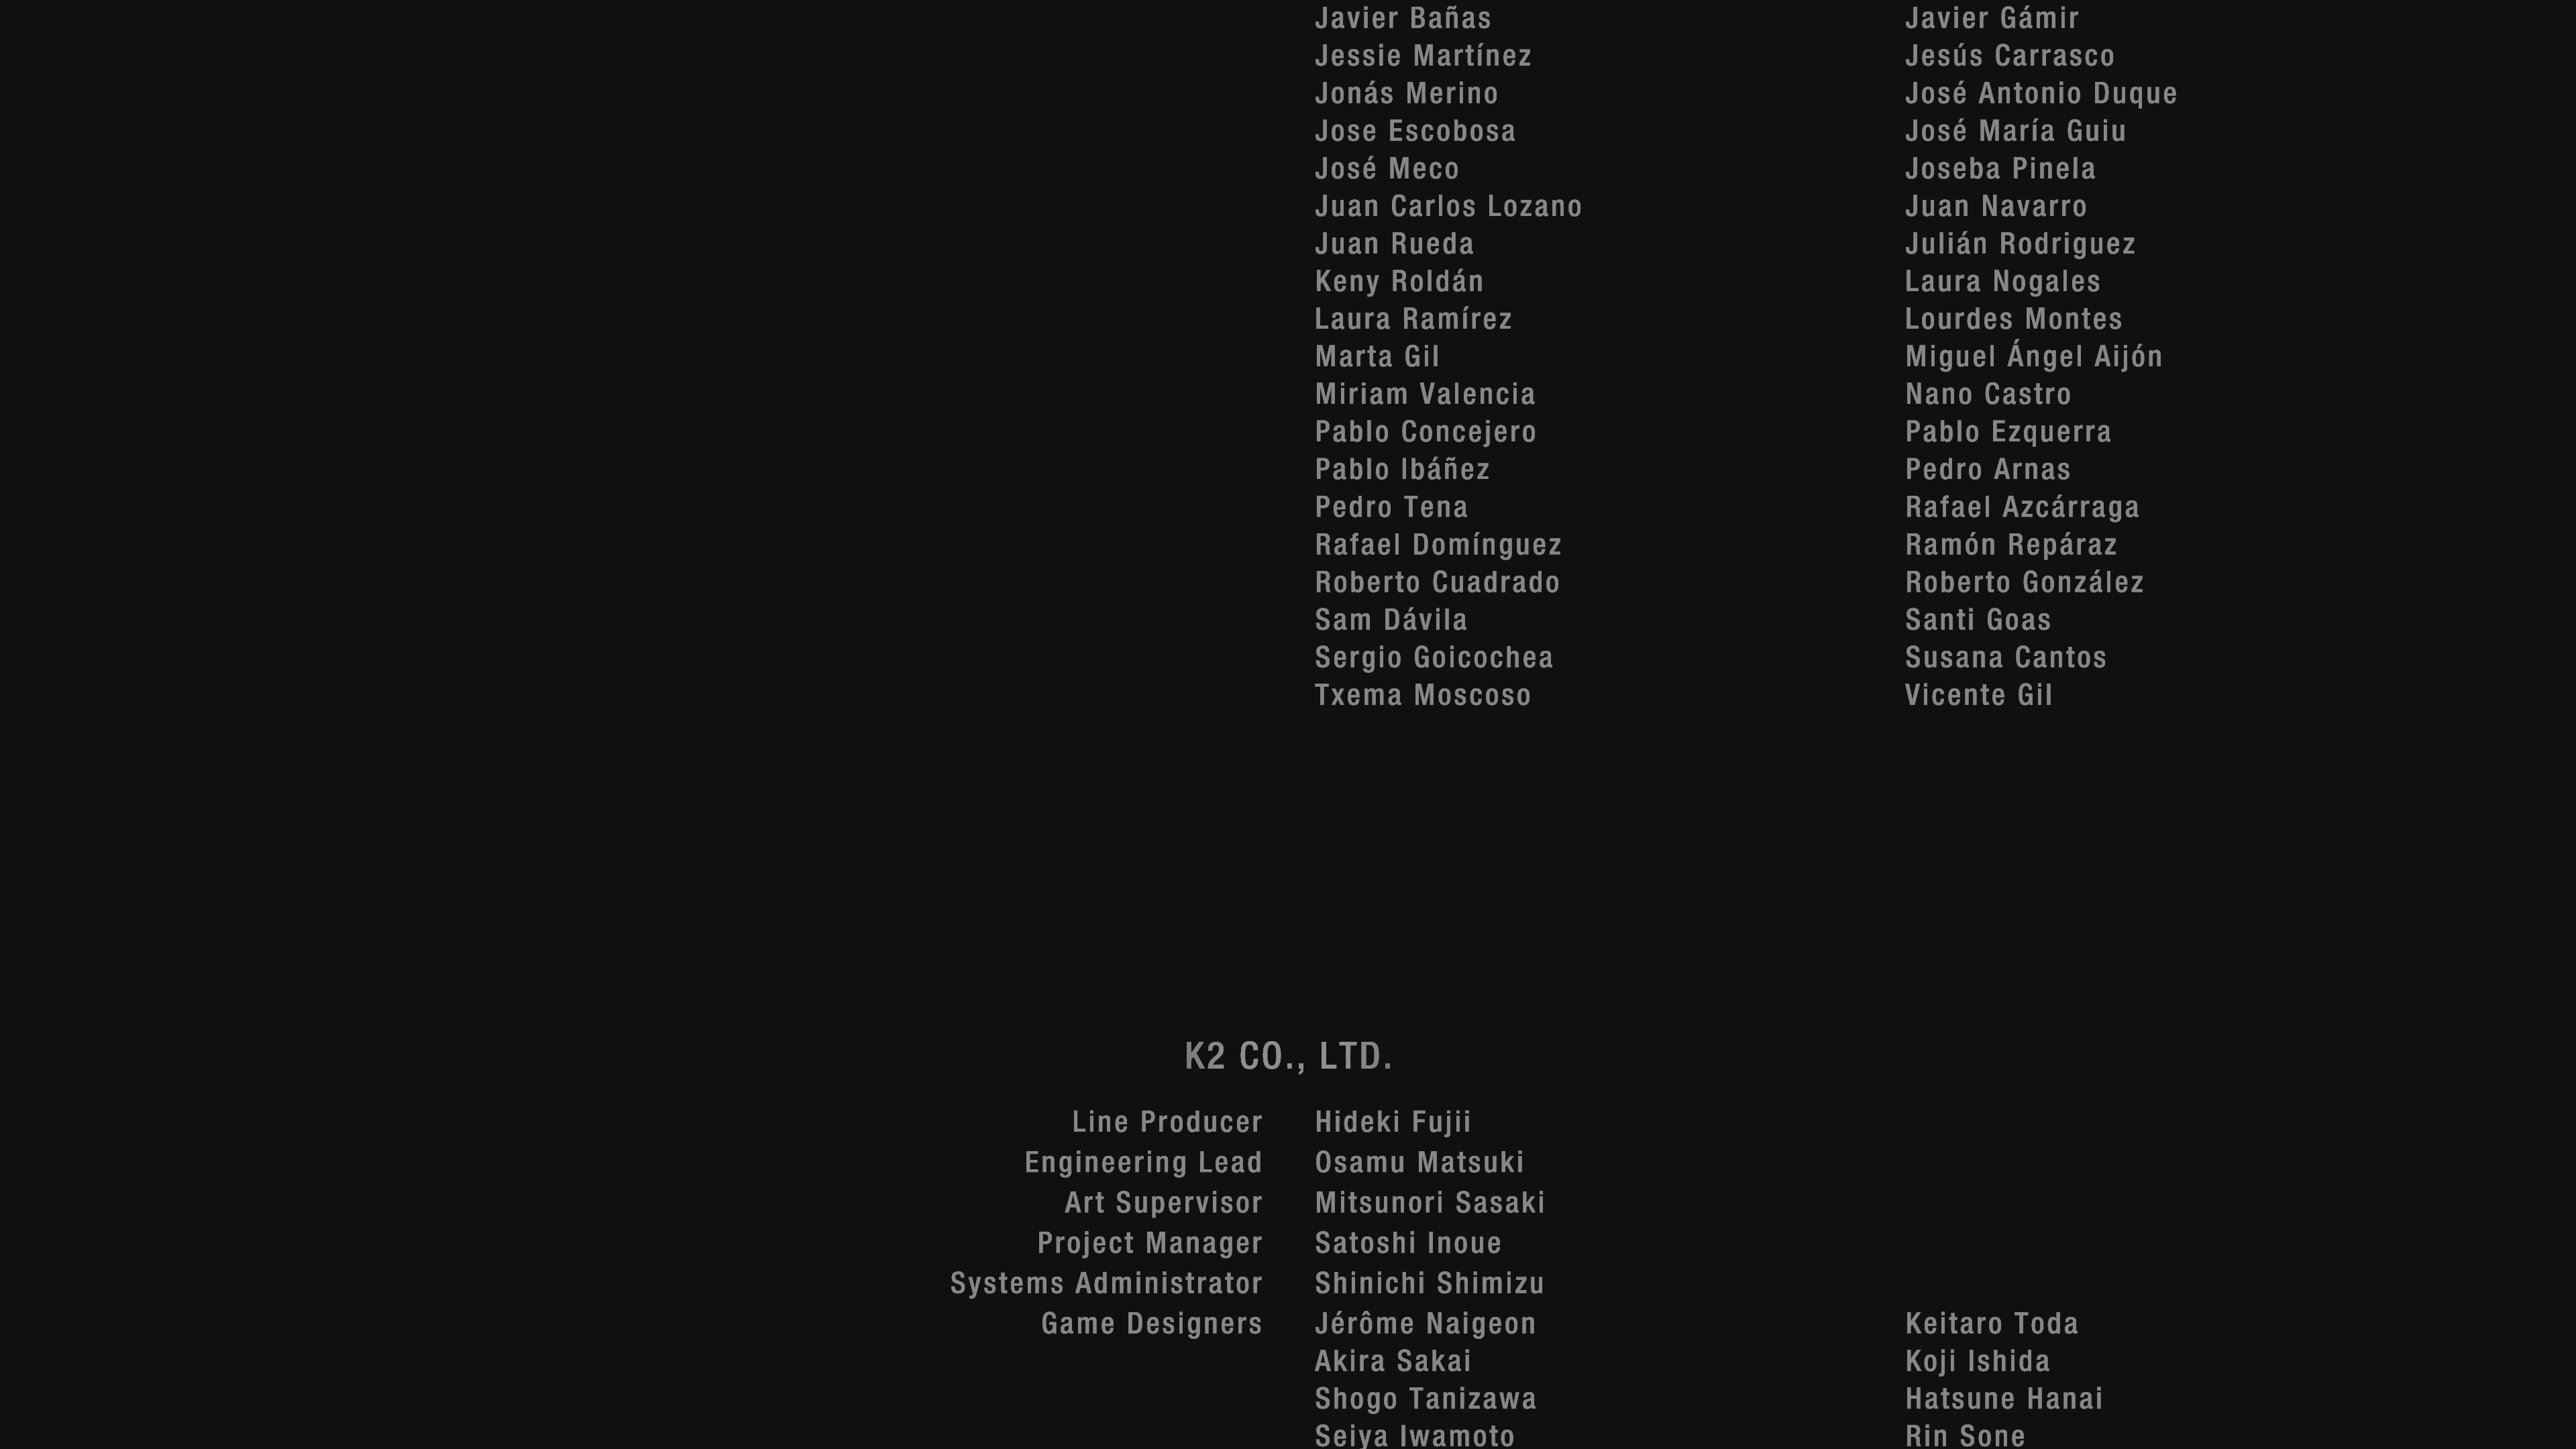 Javier Bañas Javier Gámir
Jessie Martínez Jesús Carrasco
Jonás Merino José Antonio Duque
Jose Escobosa José María Guiu
José Meco Joseba Pinela
Juan Carlos Lozano Juan Navarro
Juan Rueda Julián Rodriguez
Keny Roldán Laura Nogales
Laura Ramírez Lourdes Montes
Marta Gil Miguel Ángel Aijón
Miriam Valencia Nano Castro
Pablo Concejero Pablo Ezquerra
Pablo Ibáñez Pedro Arnas
Pedro Tena Rafael Azcárraga
Rafael Domínguez Ramón Repáraz
Roberto Cuadrado Roberto González
Sam Dávila Santi Goas
Sergio Goicochea Susana Cantos
Txema Moscoso Vicente Gil
K2 CO., LTD.
Line Producer Hideki Fujii
Engineering Lead Osamu Matsuki
Art Supervisor Mitsunori Sasaki
Project Manager Satoshi Inoue
Systems Administrator Shinichi Shimizu
Game Designers Jérôme Naigeon Keitaro Toda
Akira Sakai Koji Ishida
Shogo Tanizawa Hatsune Hanai
Seiya Iwamoto Rin Sone